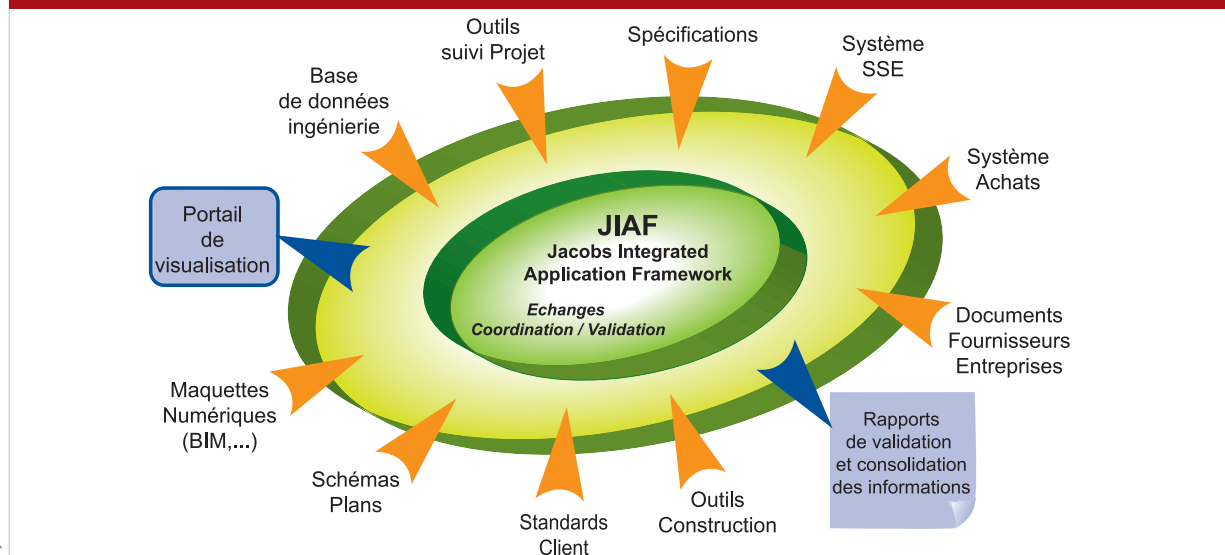 Outils
suivi Projet
Spécifications
Système
SSE
Base
de données
ingénierie
Système
Achats
Portail
de
visualisation
JIAF
Jacobs Integrated
Application Framework
Echanges
Coordination / Validation
Documents
Fournisseurs
Entreprises
Maquettes
Numériques
(BIM,...)
Rapports
de validation
et consolidation
des informations
Schémas
Plans
Standards
Client
Outils
Construction